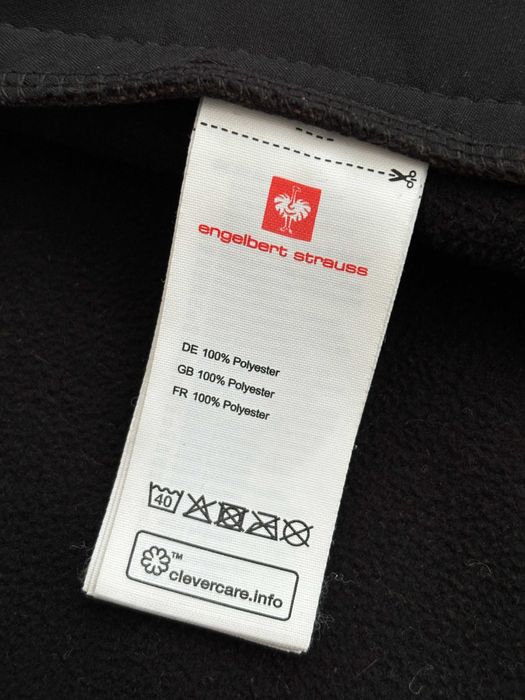 engelbert strauss
DE 100% Polyester
GB 100% Polyester
FR 100% Polyester
40
™
clevercare.info